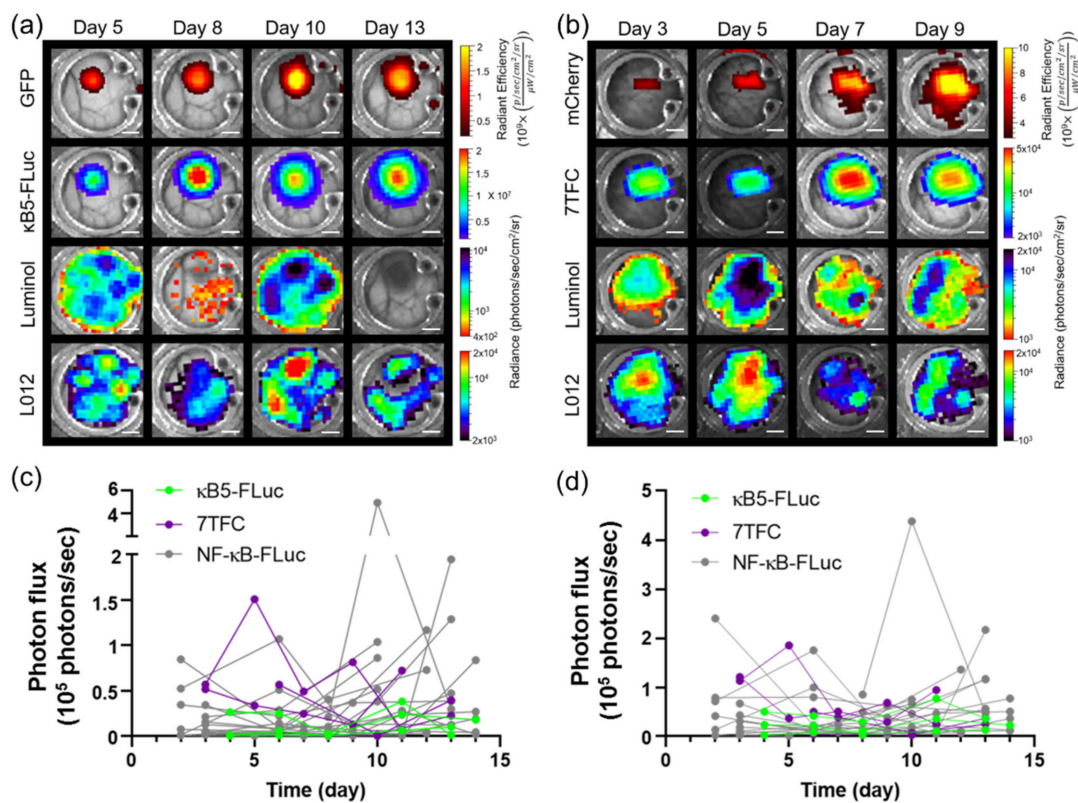 (a) Day 5 Day 8 Day 10 Day 13
GFP
2
1.5
1
0.5
Radiant Efficiency
(10⁹× (p/sec/cm²/sr / μW/cm²))
κB5-FLuc
2
1.5
1
0.5
X 10⁷
Luminol
10⁴
4x10²
L012
2x10⁴
10⁴
2x10³
Radiance (photons/sec/cm²/sr)
(b) Day 3 Day 5 Day 7 Day 9
mCherry
10
8
6
4
Radiant Efficiency
(10⁹× (p/sec/cm²/sr / μW/cm²))
7TFC
5x10⁴
10⁴
2x10³
Luminol
2x10⁴
10⁴
10³
L012
2x10⁴
10⁴
10³
Radiance (photons/sec/cm²/sr)
(c)
κB5-FLuc
7TFC
NF-κB-FLuc
Photon flux
(10⁵ photons/sec)
6
4
2
1.5
1
0.5
0
0 5 10 15
Time (day)
(d)
κB5-FLuc
7TFC
NF-κB-FLuc
Photon flux
(10⁵ photons/sec)
5
4
3
2
1
0
0 5 10 15
Time (day)